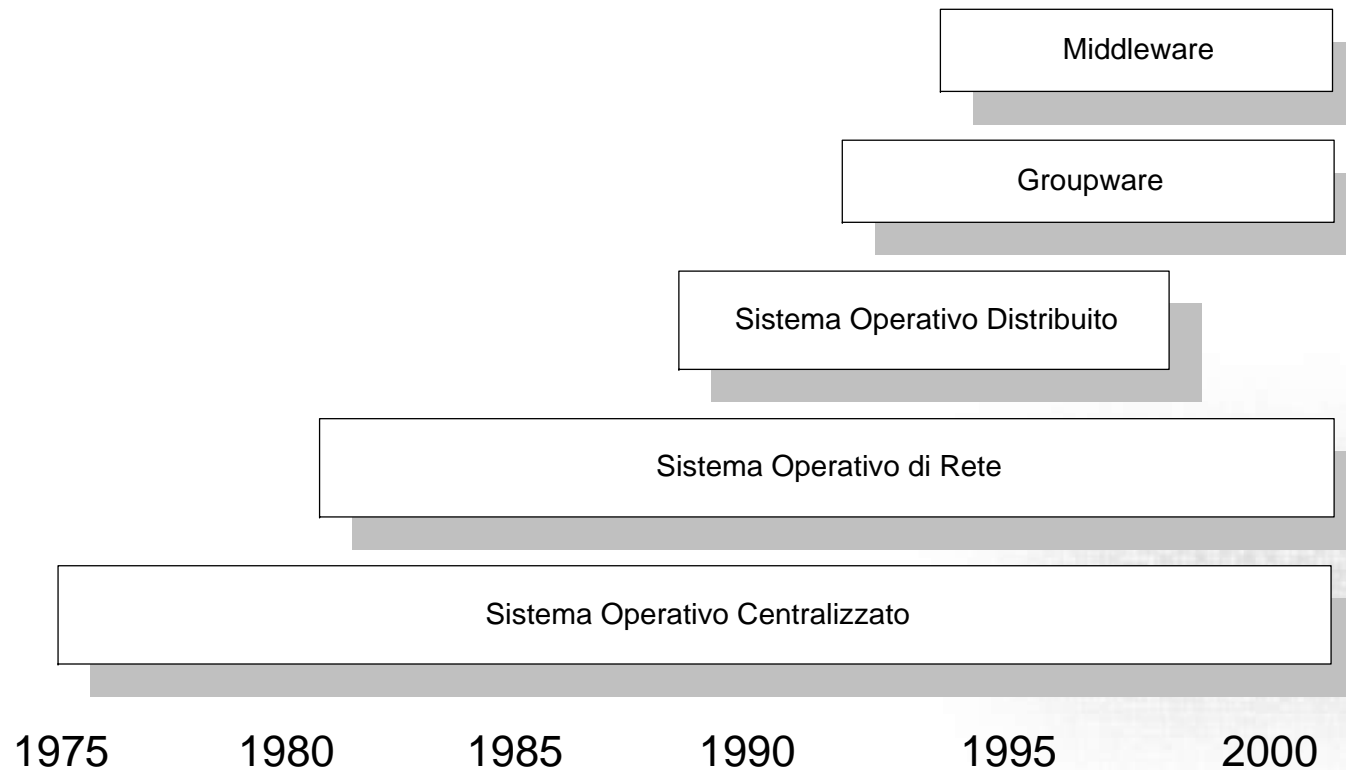 Middleware
Groupware
Sistema Operativo Distribuito
Sistema Operativo di Rete
Sistema Operativo Centralizzato
1975 1980 1985 1990 1995 2000